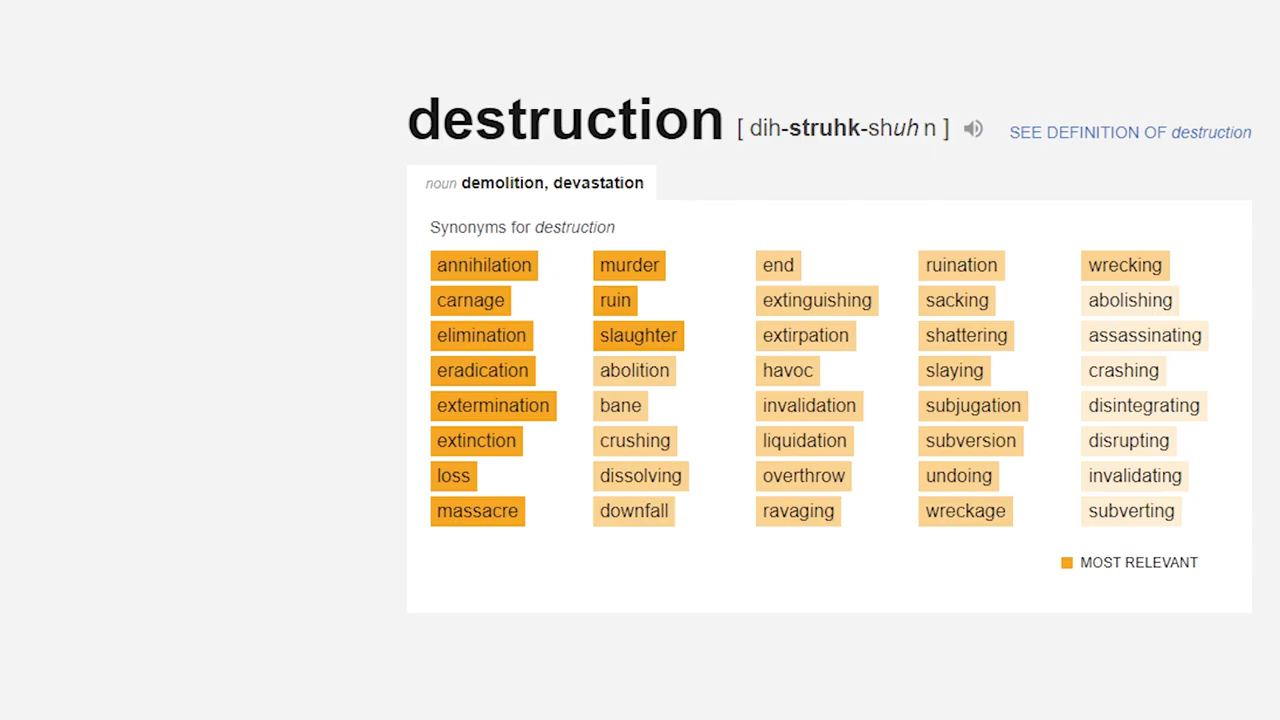 destruction [ dih-struhk-shuh n ] SEE DEFINITION OF destruction
noun demolition, devastation
Synonyms for destruction
annihilation murder end ruination wrecking
carnage ruin extinguishing sacking abolishing
elimination slaughter extirpation shattering assassinating
eradication abolition havoc slaying crashing
extermination bane invalidation subjugation disintegrating
extinction crushing liquidation subversion disrupting
loss dissolving overthrow undoing invalidating
massacre downfall ravaging wreckage subverting
MOST RELEVANT